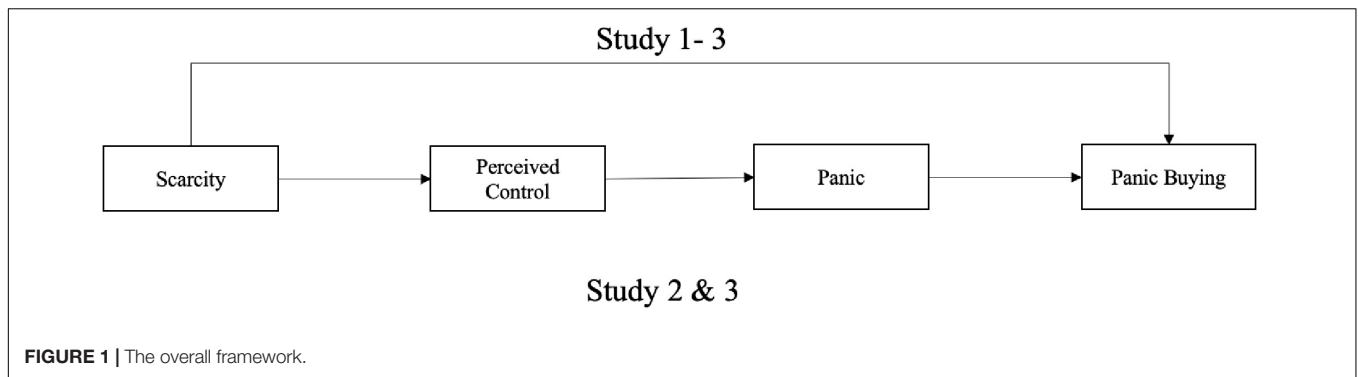 Study 1- 3
Scarcity
Perceived
Control
Panic
Panic Buying
Study 2 & 3
FIGURE 1 | The overall framework.